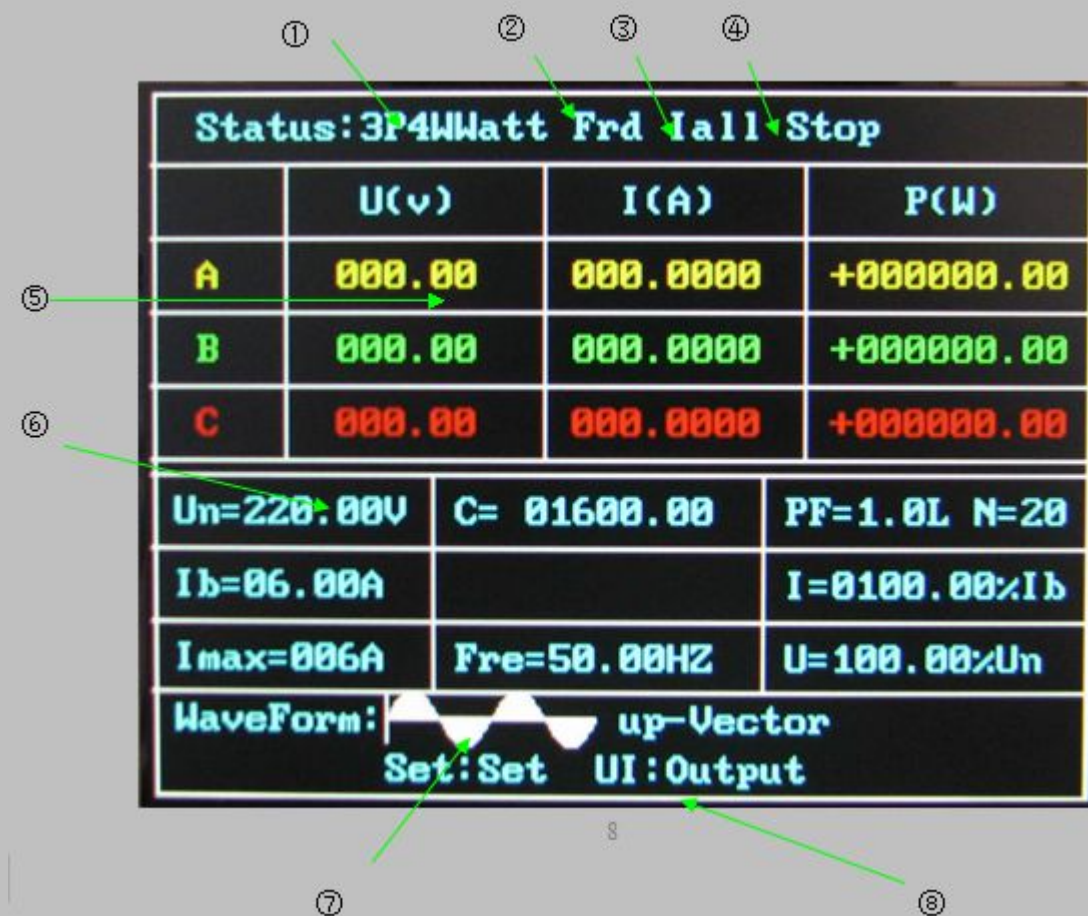 ① ② ③ ④
Status:3P4WWatt Frd Iall Stop
U(v) I(A) P(W)
A 000.00 000.0000 +000000.00
⑤
B 000.00 000.0000 +000000.00
C 000.00 000.0000 +000000.00
⑥
Un=220.00V C= 01600.00 PF=1.0L N=20
Ib=06.00A I=0100.00%Ib
Imax=006A Fre=50.00HZ U=100.00%Un
WaveForm: up-Vector
Set:Set UI:Output
8
⑦ ⑧